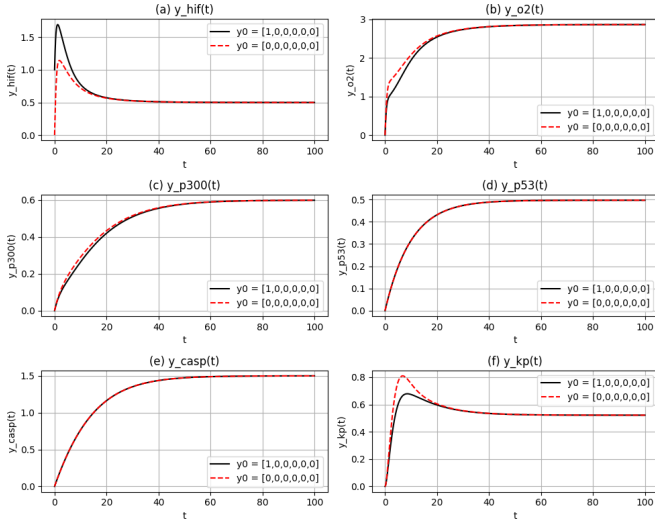 (a) y_hif(t)
y_hif(t)
1.5
1.0
0.5
0.0
y0 = [1,0,0,0,0,0]
y0 = [0,0,0,0,0,0]
0 20 40 60 80 100
t
(b) y_o2(t)
y_o2(t)
3
2
1
0
y0 = [1,0,0,0,0,0]
y0 = [0,0,0,0,0,0]
0 20 40 60 80 100
t
(c) y_p300(t)
y_p300(t)
0.6
0.4
0.2
0.0
y0 = [1,0,0,0,0,0]
y0 = [0,0,0,0,0,0]
0 20 40 60 80 100
t
(d) y_p53(t)
y_p53(t)
0.5
0.4
0.3
0.2
0.1
0.0
y0 = [1,0,0,0,0,0]
y0 = [0,0,0,0,0,0]
0 20 40 60 80 100
t
(e) y_casp(t)
y_casp(t)
1.5
1.0
0.5
0.0
y0 = [1,0,0,0,0,0]
y0 = [0,0,0,0,0,0]
0 20 40 60 80 100
t
(f) y_kp(t)
y_kp(t)
0.8
0.6
0.4
0.2
0.0
y0 = [1,0,0,0,0,0]
y0 = [0,0,0,0,0,0]
0 20 40 60 80 100
t